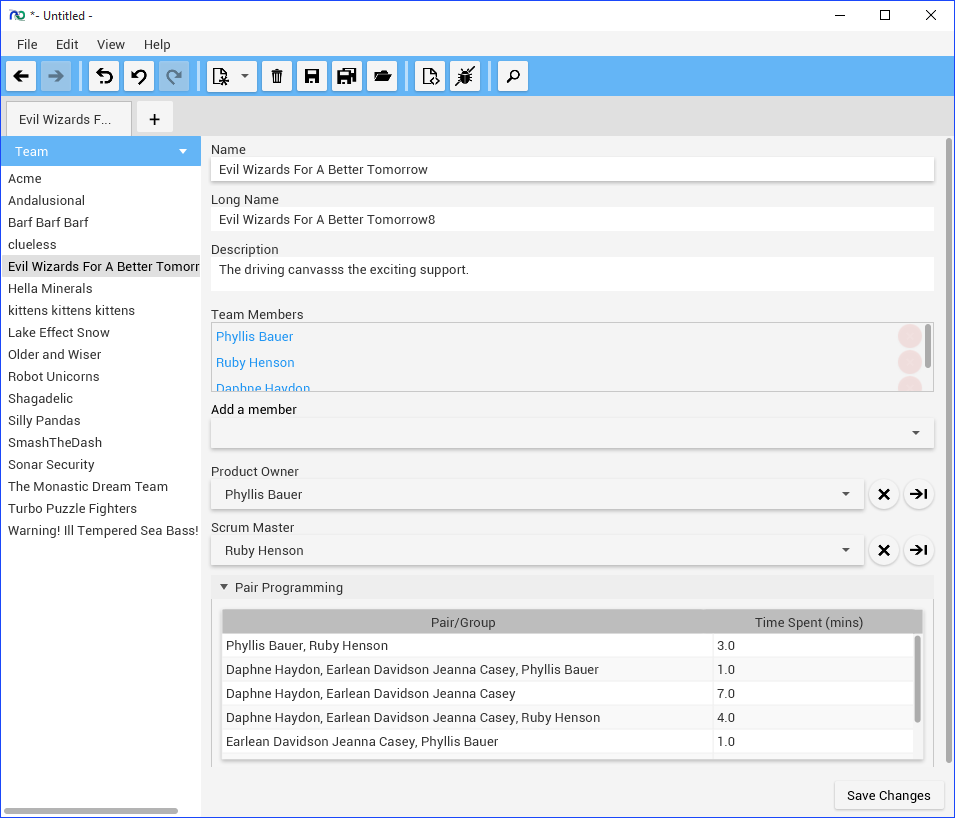 *- Untitled -
File Edit View Help
Evil Wizards F... +
Team
Acme
Andalusional
Barf Barf Barf
clueless
Evil Wizards For A Better Tomorr
Hella Minerals
kittens kittens kittens
Lake Effect Snow
Older and Wiser
Robot Unicorns
Shagadelic
Silly Pandas
SmashTheDash
Sonar Security
The Monastic Dream Team
Turbo Puzzle Fighters
Warning! Ill Tempered Sea Bass!
Name
Evil Wizards For A Better Tomorrow
Long Name
Evil Wizards For A Better Tomorrow8
Description
The driving canvasss the exciting support.
Team Members
Phyllis Bauer
Ruby Henson
Daphne Haydon
Add a member
Product Owner
Phyllis Bauer
Scrum Master
Ruby Henson
Pair Programming
Pair/Group Time Spent (mins)
Phyllis Bauer, Ruby Henson 3.0
Daphne Haydon, Earlean Davidson Jeanna Casey, Phyllis Bauer 1.0
Daphne Haydon, Earlean Davidson Jeanna Casey 7.0
Daphne Haydon, Earlean Davidson Jeanna Casey, Ruby Henson 4.0
Earlean Davidson Jeanna Casey, Phyllis Bauer 1.0
Save Changes